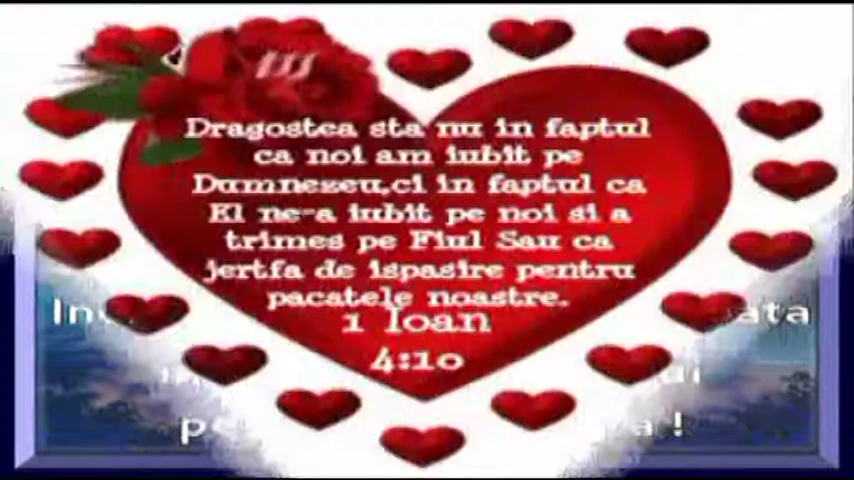 Dragostea sta nu in faptul
ca noi am iubit pe
Dumnezeu,ci in faptul ca
El ne-a iubit pe noi si a
trimes pe Fiul Sau ca
jertfa de ispasire pentru
pacatele noastre.
1 Ioan
4:10